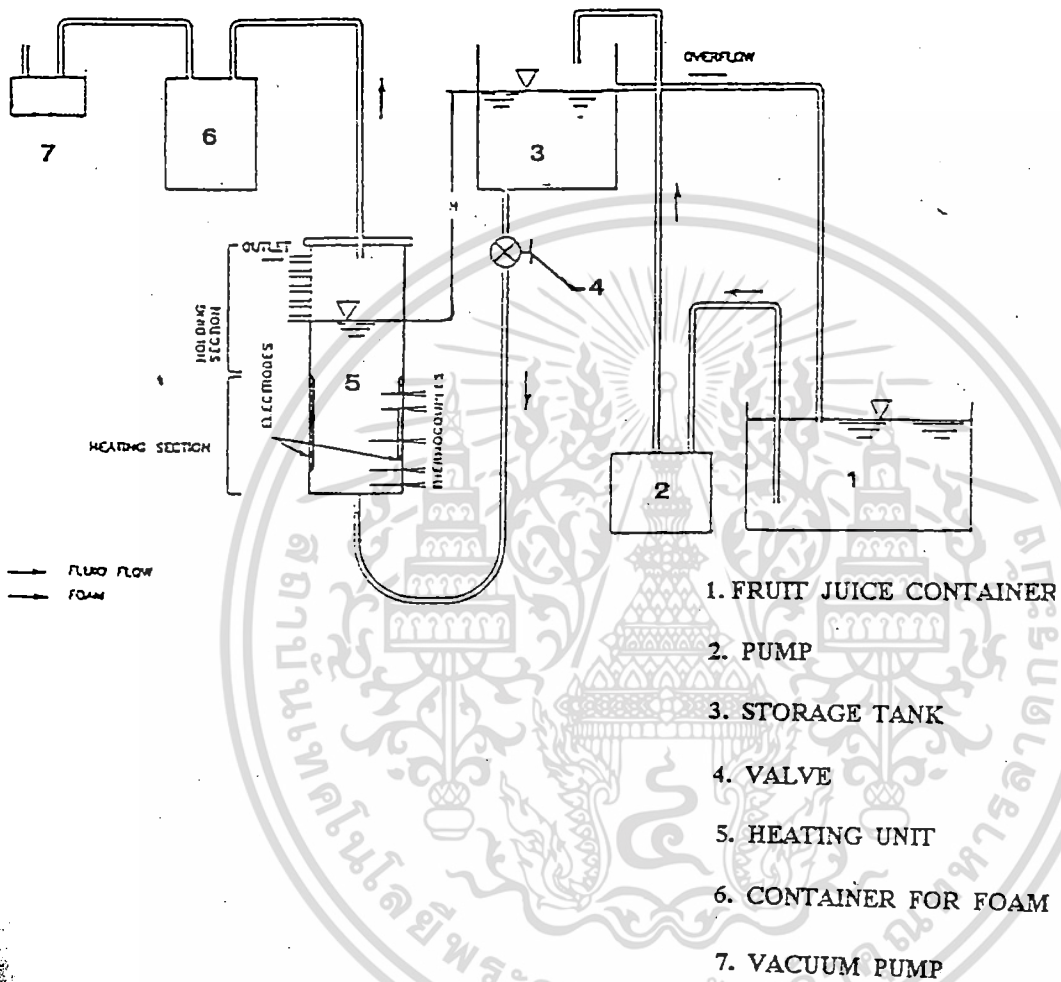 OVERFLOW
7
6
3
H
4
OUTLET
HOLDING
SECTION
5
ELECTRODES
THERMOCOUPLES
HEATING SECTION
2
1
FLUID FLOW
FOAM
1. FRUIT JUICE CONTAINER
2. PUMP
3. STORAGE TANK
4. VALVE
5. HEATING UNIT
6. CONTAINER FOR FOAM
7. VACUUM PUMP